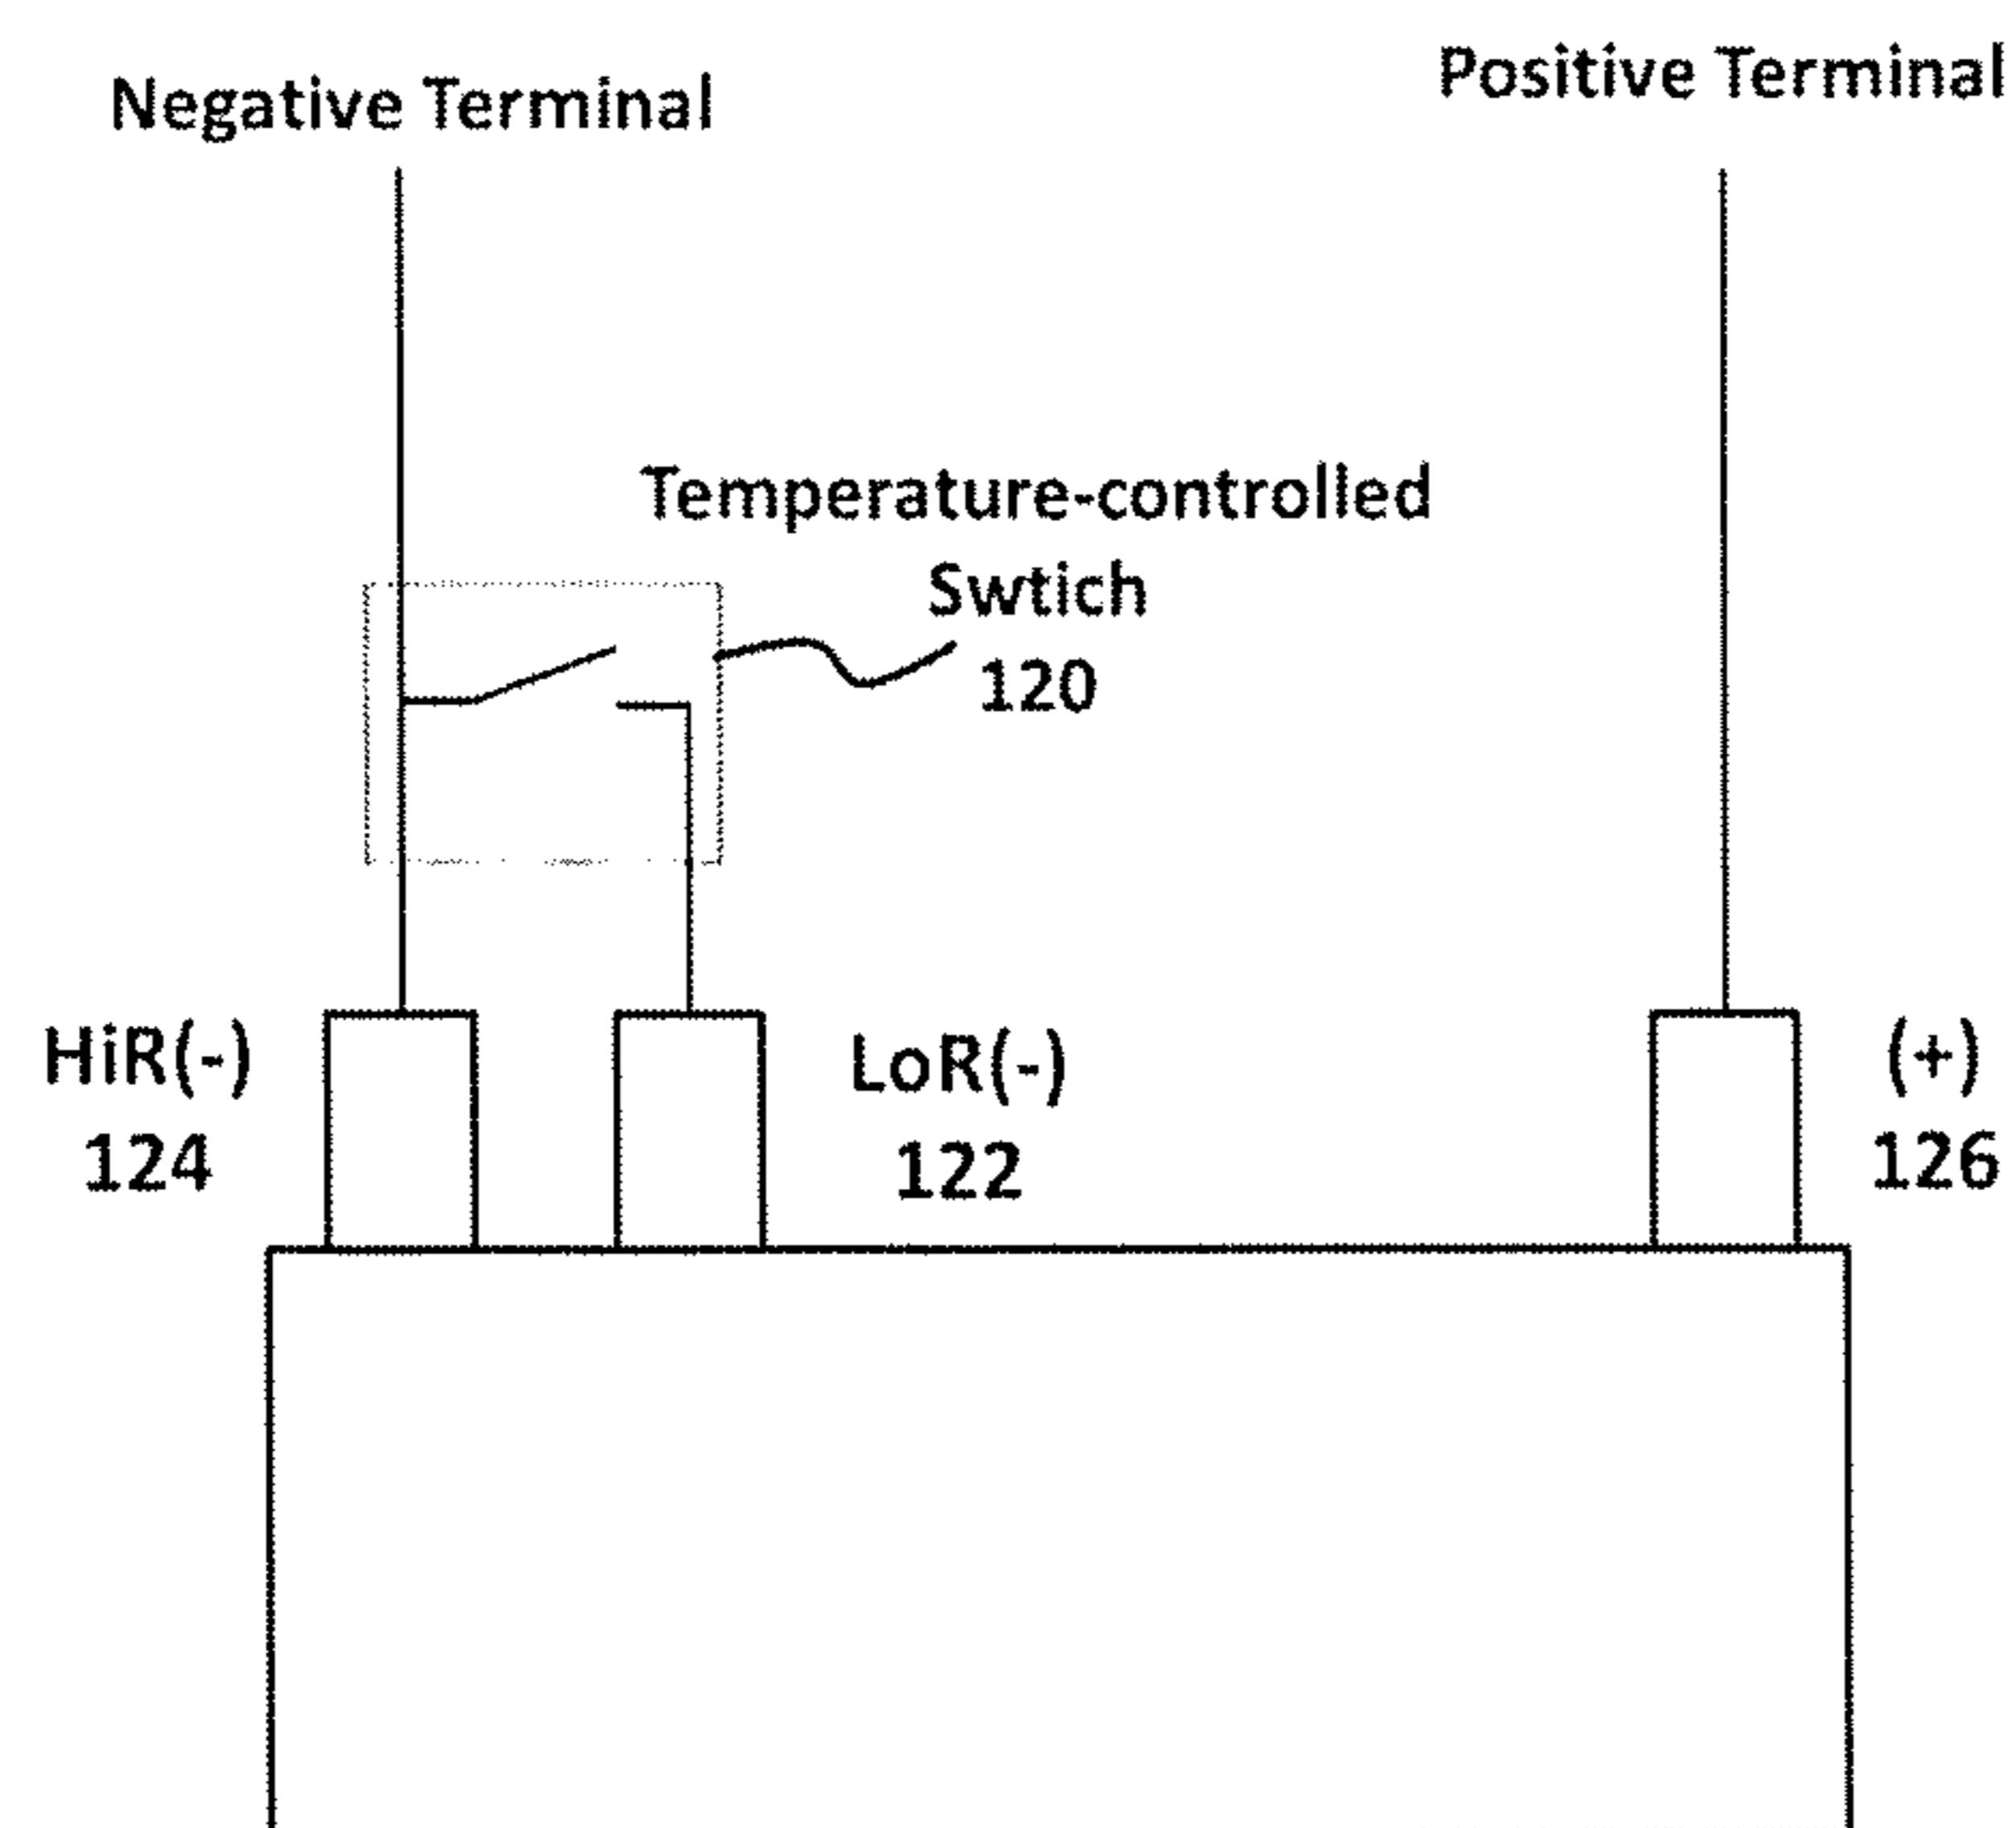 Negative Terminal
Positive Terminal
Temperature-controlled
Swtich
120
HiR(-)
124
LoR(-)
122
(+)
126